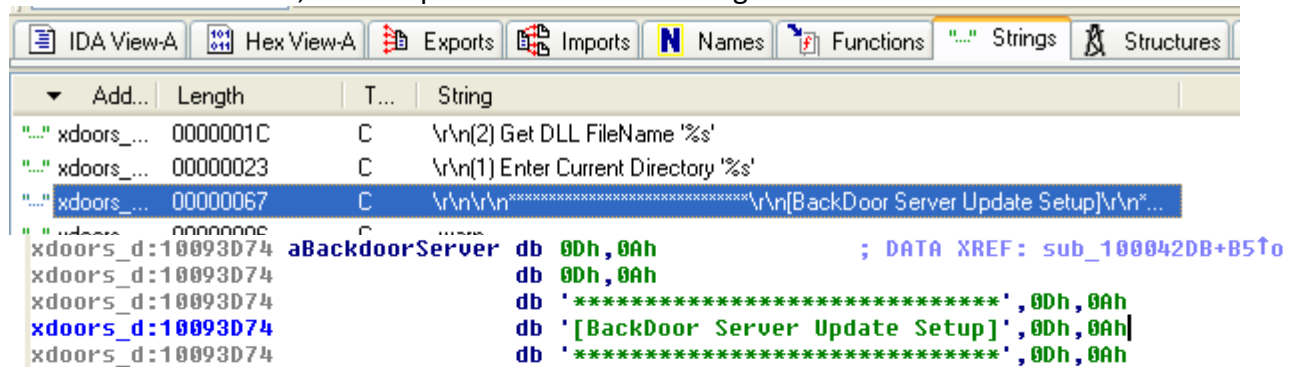 IDA View-A Hex View-A Exports Imports N Names Functions "..." Strings Structures
Add... Length T... String
"..." xdoors_... 0000001C C \r\n(2) Get DLL FileName '%s'
"..." xdoors_... 00000023 C \r\n(1) Enter Current Directory '%s'
"..." xdoors_... 00000067 C \r\n\r\n******************************\r\n[BackDoor Server Update Setup]\r\n*...
xdoors_d:10093D74 aBackdoorServer db 0Dh,0Ah ; DATA XREF: sub_100042DB+B5↑o
xdoors_d:10093D74 db 0Dh,0Ah
xdoors_d:10093D74 db '******************************',0Dh,0Ah
xdoors_d:10093D74 db '[BackDoor Server Update Setup]',0Dh,0Ah
xdoors_d:10093D74 db '******************************',0Dh,0Ah